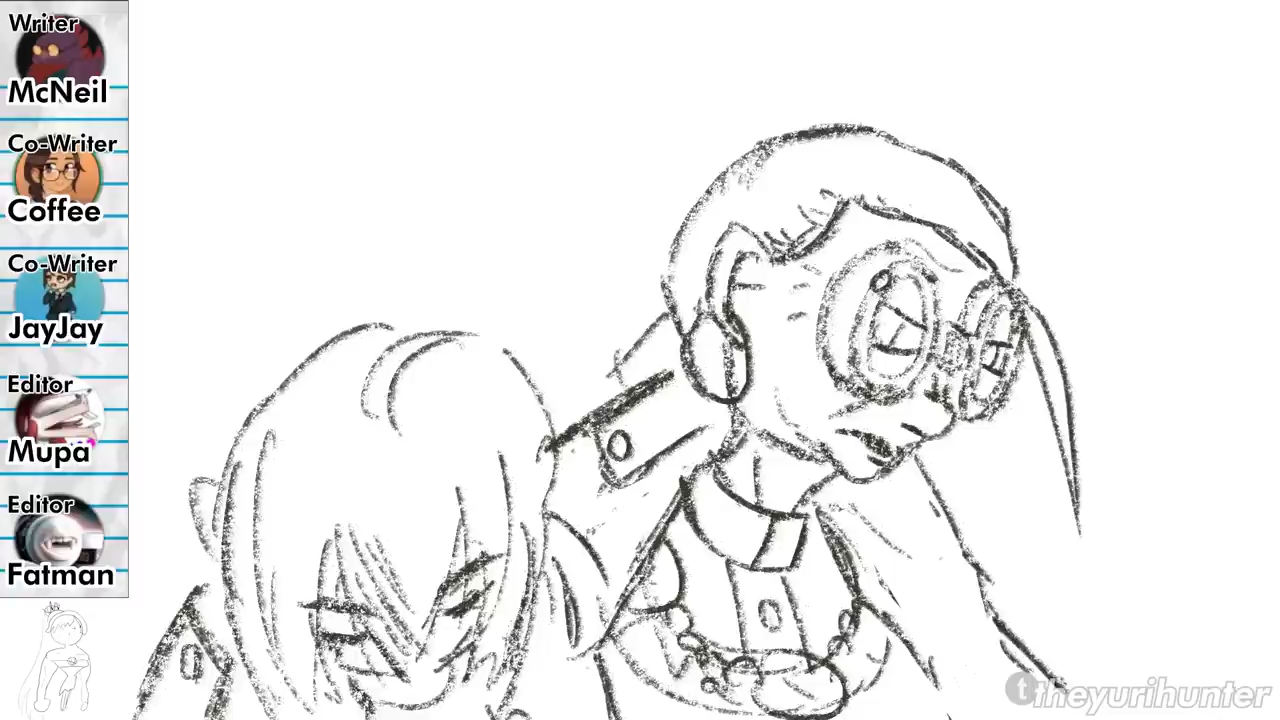 Writer
McNeil
Co-Writer
Coffee
Co-Writer
JayJay
Editor
Mupa
Editor
Fatman
theyurihunter